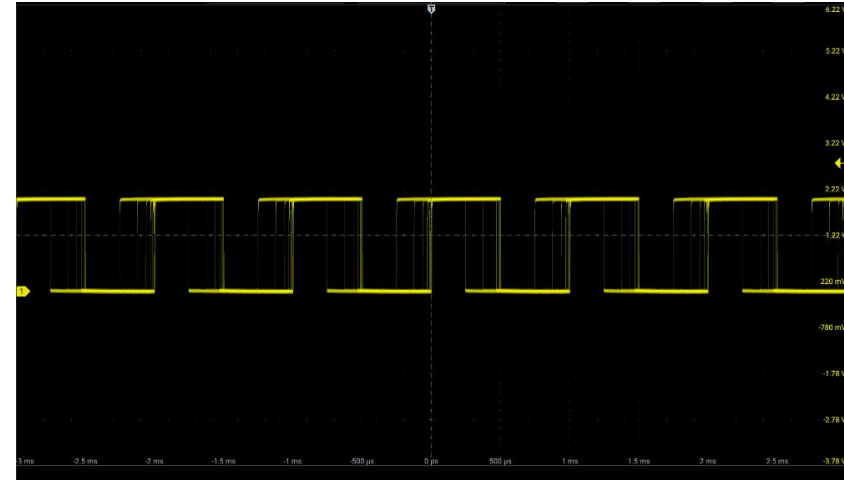 T
6.22 V
5.22 V
4.22 V
3.22 V
2.22 V
1.22 V
1
220 mV
-780 mV
-1.78 V
-2.78 V
-3 ms -2.5 ms -2 ms -1.5 ms -1 ms -500 µs 0 ps 500 µs 1 ms 1.5 ms 2 ms 2.5 ms -3.78 V